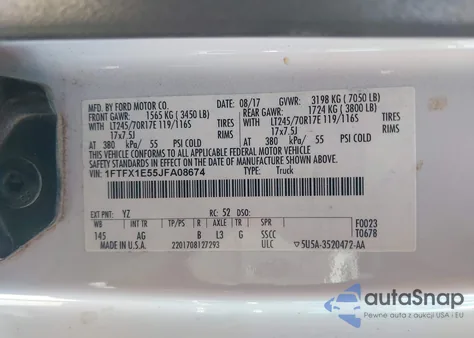 MFD. BY FORD MOTOR CO.
08/17 GVWR: 3198 KG ( 7050 LB)
FRONT GAWR: 1565 KG ( 3450 LB) REAR GAWR: 1724 KG ( 3800 LB)
WITH LT245/70R17E 119/116S TIRES WITH LT245/70R17E 119/116S TIRES
17x7.5J RIMS 17x7.5J RIMS
AT 380 kPa/ 55 PSI COLD AT 380 kPa/ 55 PSI COLD
THIS VEHICLE CONFORMS TO ALL APPLICABLE FEDERAL MOTOR VEHICLE
SAFETY STANDARDS IN EFFECT ON THE DATE OF MANUFACTURE SHOWN ABOVE.
VIN: 1FTFX1E55JFA08674 TYPE: Truck
EXT PNT: YZ RC: 52 DSO:
WB INT TR TP/PS R AXLE TR SPR F0023
145 AG B L3 G SSCC T067B
MADE IN U.S.A. 2201708127293 ULC ▽5U5A-3520472-AA
autoSnap
Pewne auta z USA i EU